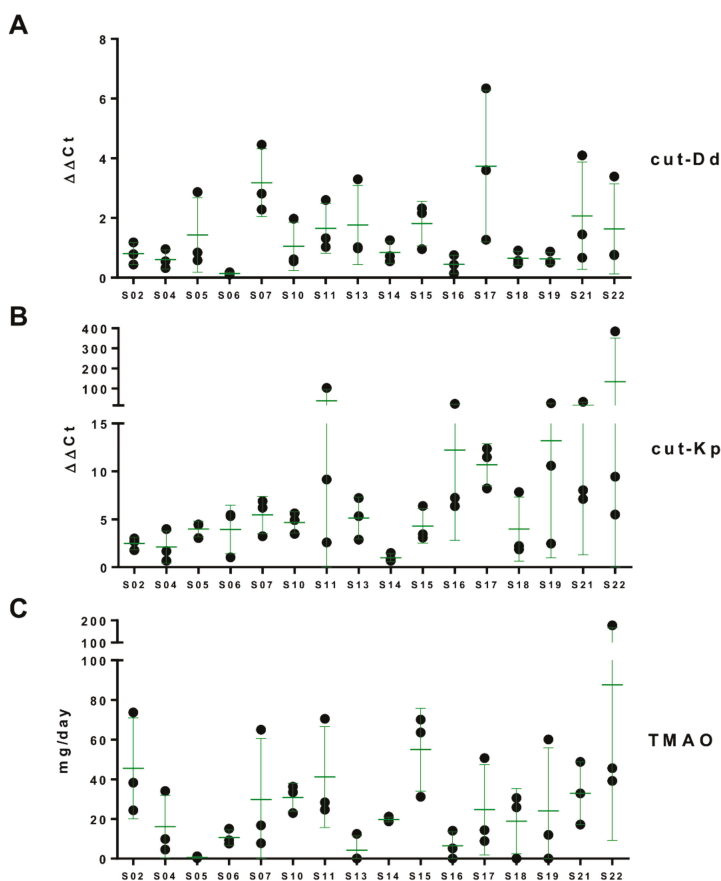 A
8
6
4
2
0
ΔΔCt
cut-Dd
S02 S04 S05 S06 S07 S10 S11 S13 S14 S15 S16 S17 S18 S19 S21 S22
B
400
300
200
100
15
10
5
0
ΔΔCt
cut-Kp
S02 S04 S05 S06 S07 S10 S11 S13 S14 S15 S16 S17 S18 S19 S21 S22
C
200
100
100
80
60
40
20
0
mg/day
TMAO
S02 S04 S05 S06 S07 S10 S11 S13 S14 S15 S16 S17 S18 S19 S21 S22